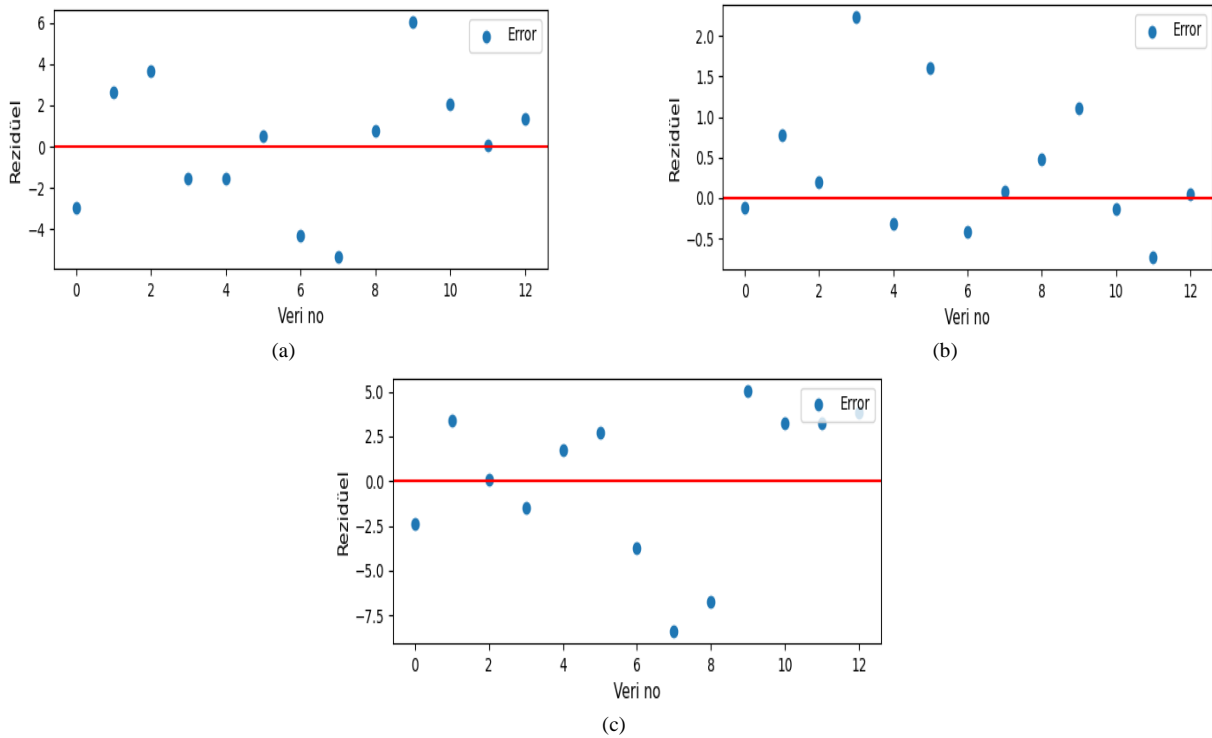 6
4
2
0
−2
−4
Rezidüel
Error
0 2 4 6 8 10 12
Veri no
(a)
2.0
1.5
1.0
0.5
0.0
−0.5
Rezidüel
Error
0 2 4 6 8 10 12
Veri no
(b)
5.0
2.5
0.0
−2.5
−5.0
−7.5
Rezidüel
Error
0 2 4 6 8 10 12
Veri no
(c)